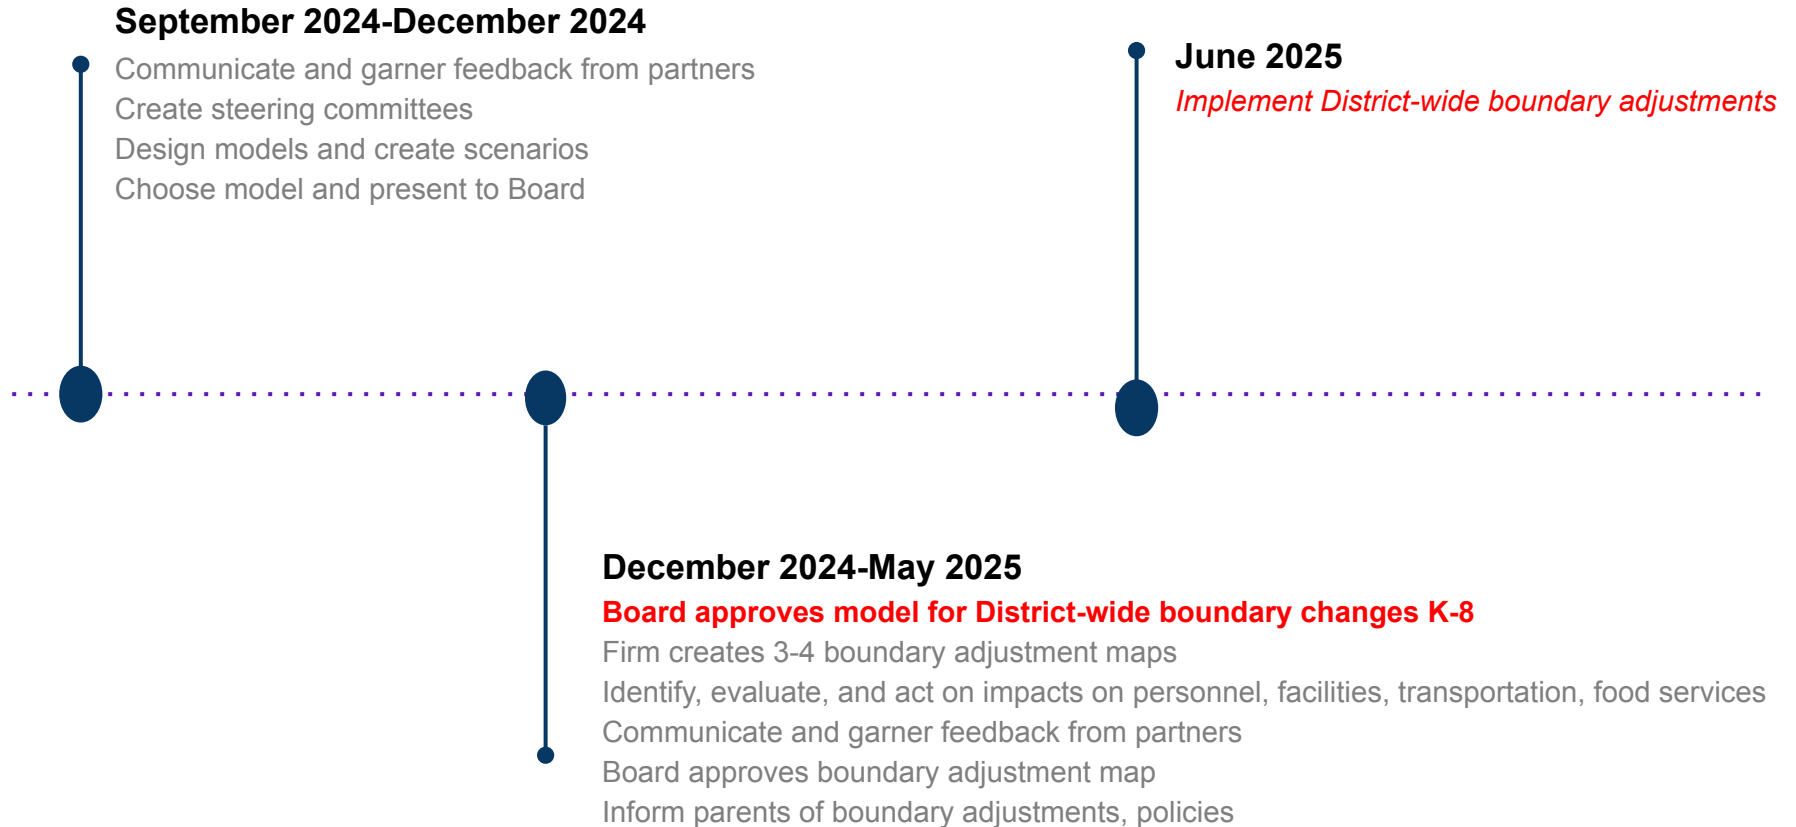 September 2024-December 2024
Communicate and garner feedback from partners
Create steering committees
Design models and create scenarios
Choose model and present to Board
June 2025
Implement District-wide boundary adjustments
December 2024-May 2025
Board approves model for District-wide boundary changes K-8
Firm creates 3-4 boundary adjustment maps
Identify, evaluate, and act on impacts on personnel, facilities, transportation, food services
Communicate and garner feedback from partners
Board approves boundary adjustment map
Inform parents of boundary adjustments, policies